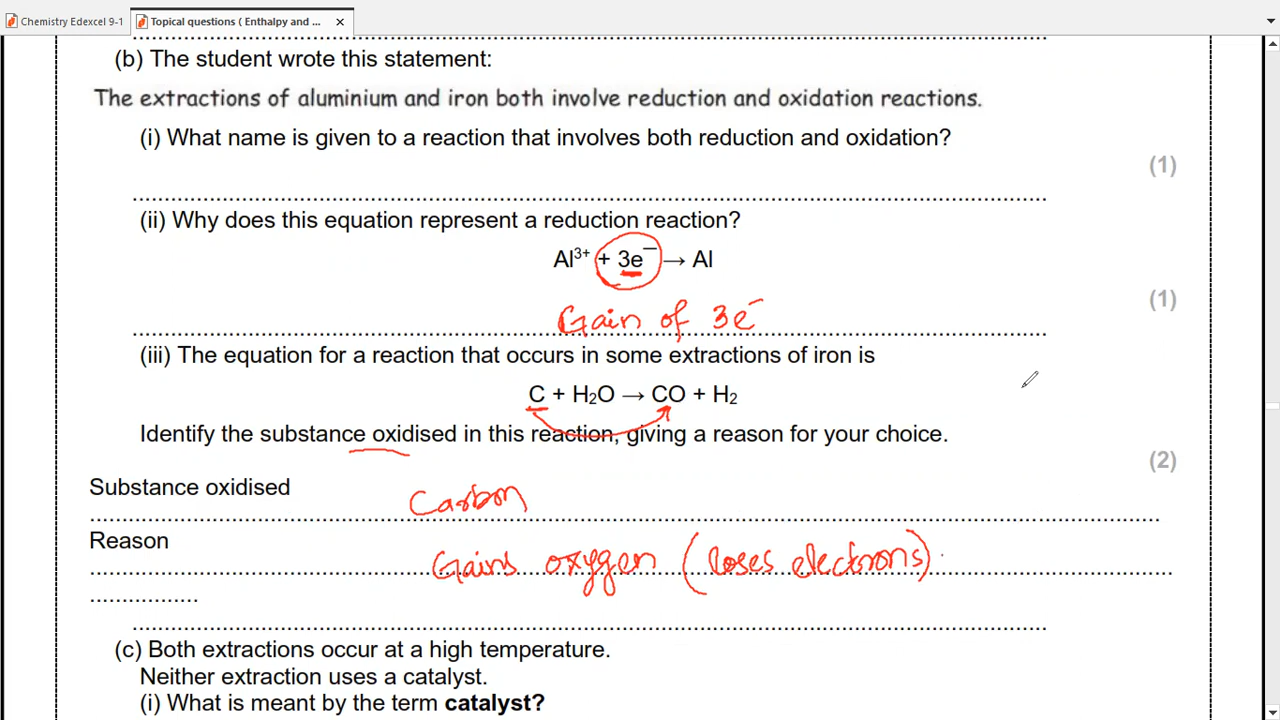 Chemistry Edexcel 9-1
Topical questions ( Enthalpy and ...
(b) The student wrote this statement:
The extractions of aluminium and iron both involve reduction and oxidation reactions.
(i) What name is given to a reaction that involves both reduction and oxidation?
(1)
(ii) Why does this equation represent a reduction reaction?
Al³⁺ + 3e⁻ → Al
(1)
Gain of 3e⁻
(iii) The equation for a reaction that occurs in some extractions of iron is
C + H₂O → CO + H₂
Identify the substance oxidised in this reaction, giving a reason for your choice.
(2)
Substance oxidised Carbon
Reason
Gains oxygen (loses electrons)
(c) Both extractions occur at a high temperature.
Neither extraction uses a catalyst.
(i) What is meant by the term catalyst?